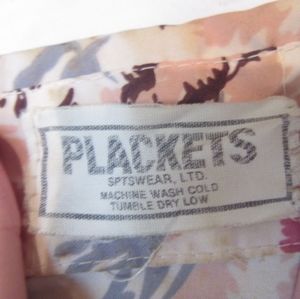 PLACKETS
SPTSWEAR, LTD.
MACHINE WASH COLD
TUMBLE DRY LOW